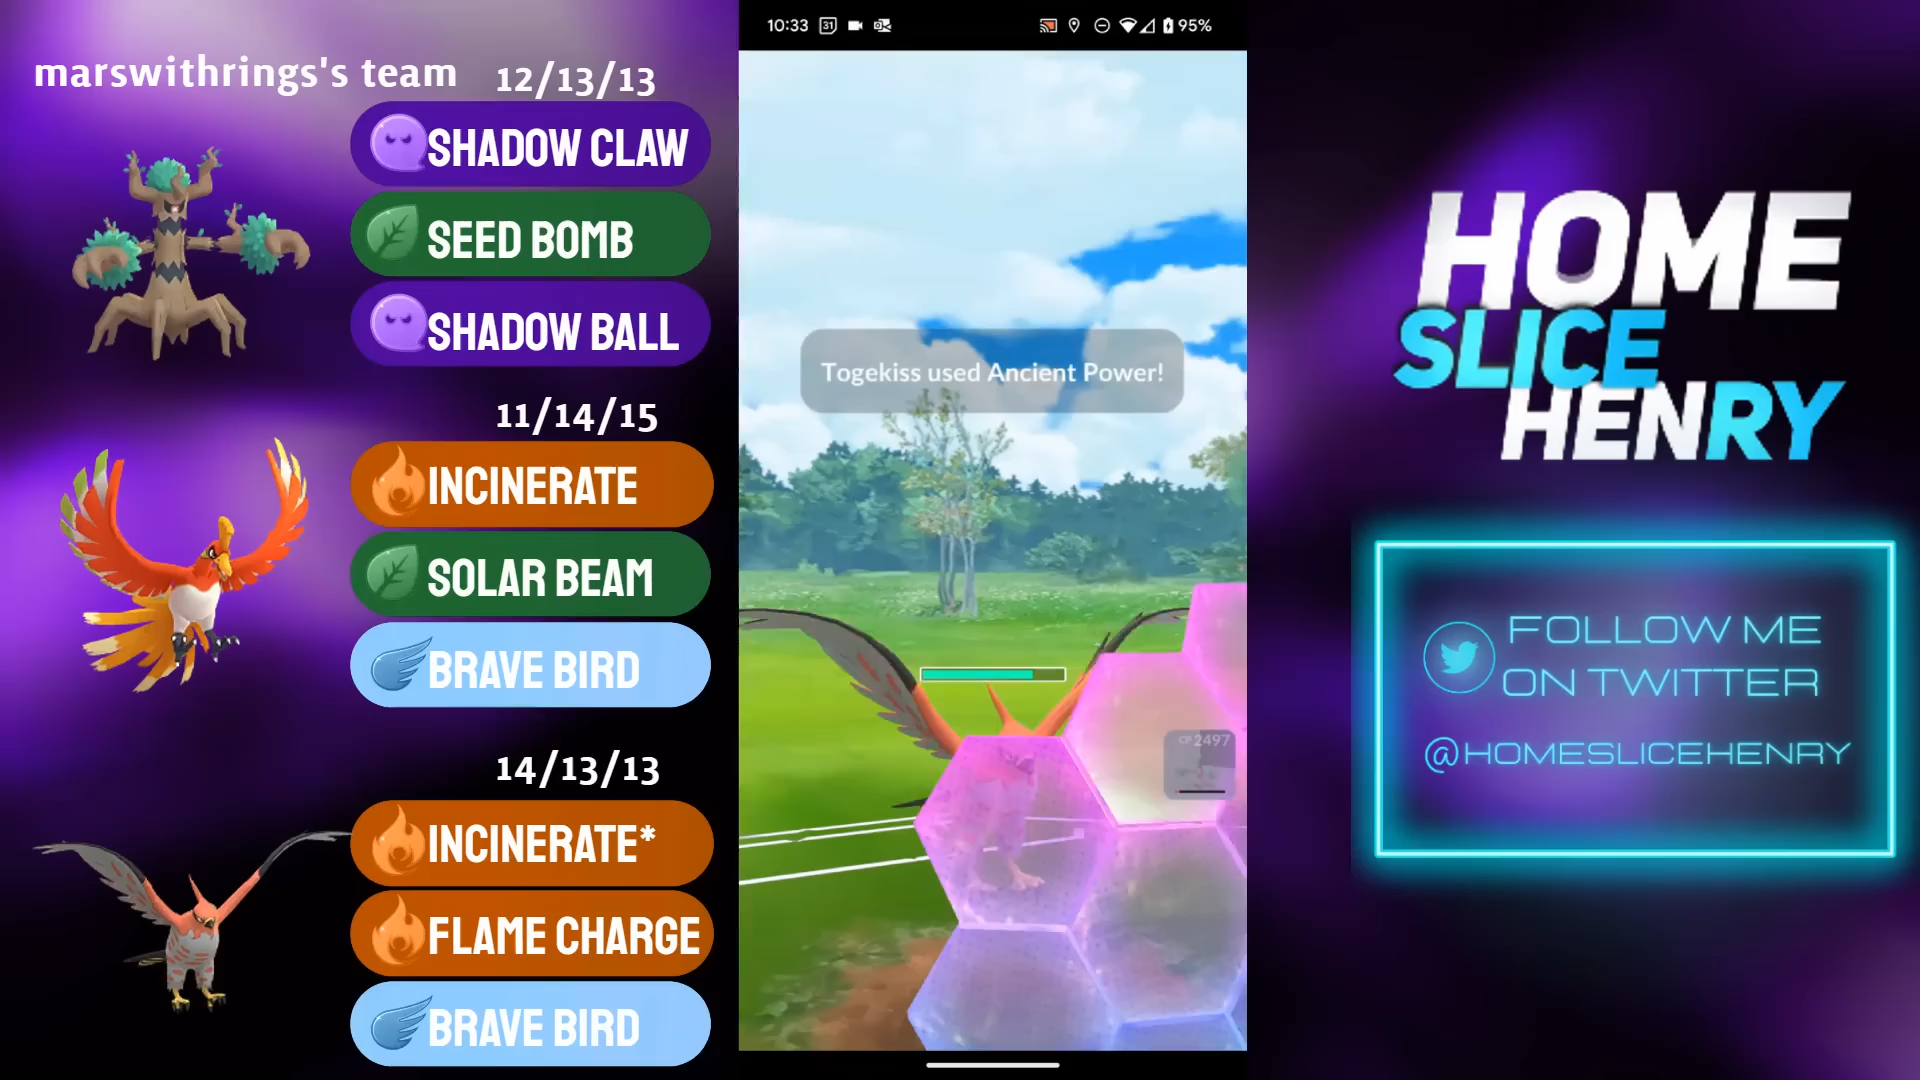 marswithrings's team
12/13/13
SHADOW CLAW
SEED BOMB
SHADOW BALL
11/14/15
INCINERATE
SOLAR BEAM
BRAVE BIRD
14/13/13
INCINERATE*
FLAME CHARGE
BRAVE BIRD
10:33
31
95%
Togekiss used Ancient Power!
CP 2497
HOME
SLICE
HENRY
FOLLOW ME
ON TWITTER
@HOMESLICEHENRY